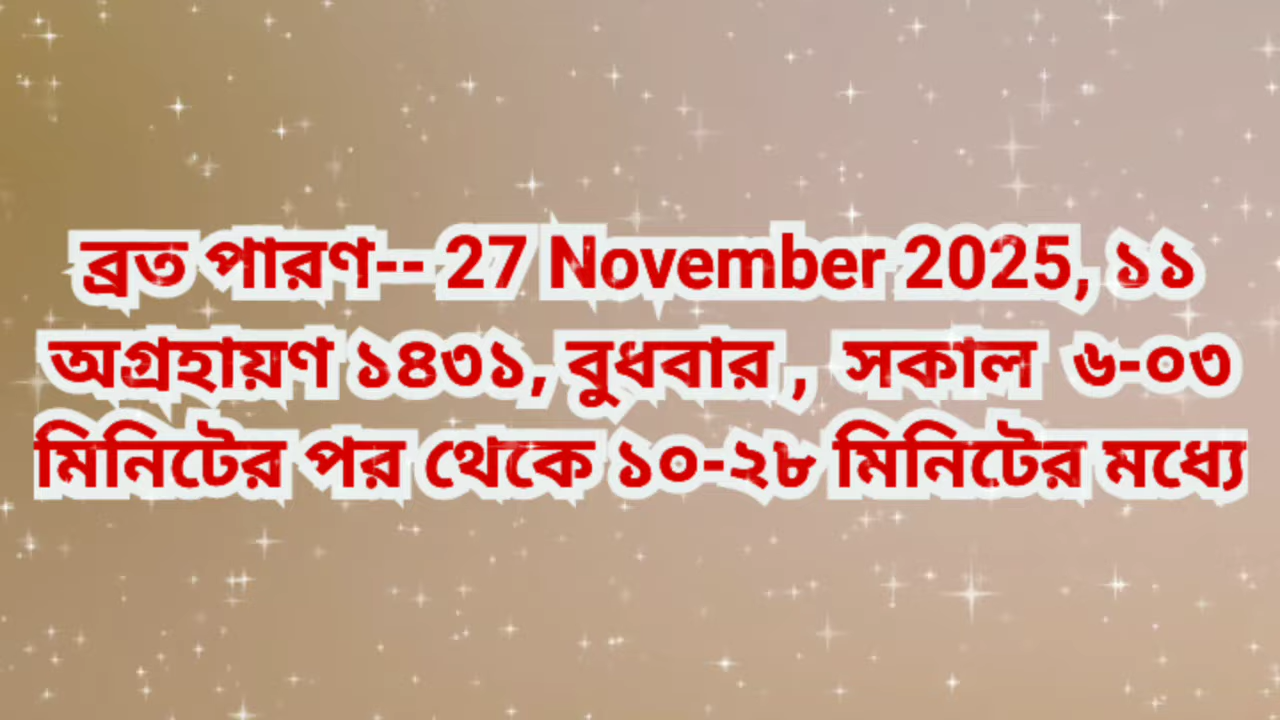 ব্রত পারণ-- 27 November 2025, ১১
অগ্রহায়ণ ১৪৩১, বুধবার , সকাল ৬-০৩
মিনিটের পর থেকে ১০-২৮ মিনিটের মধ্যে